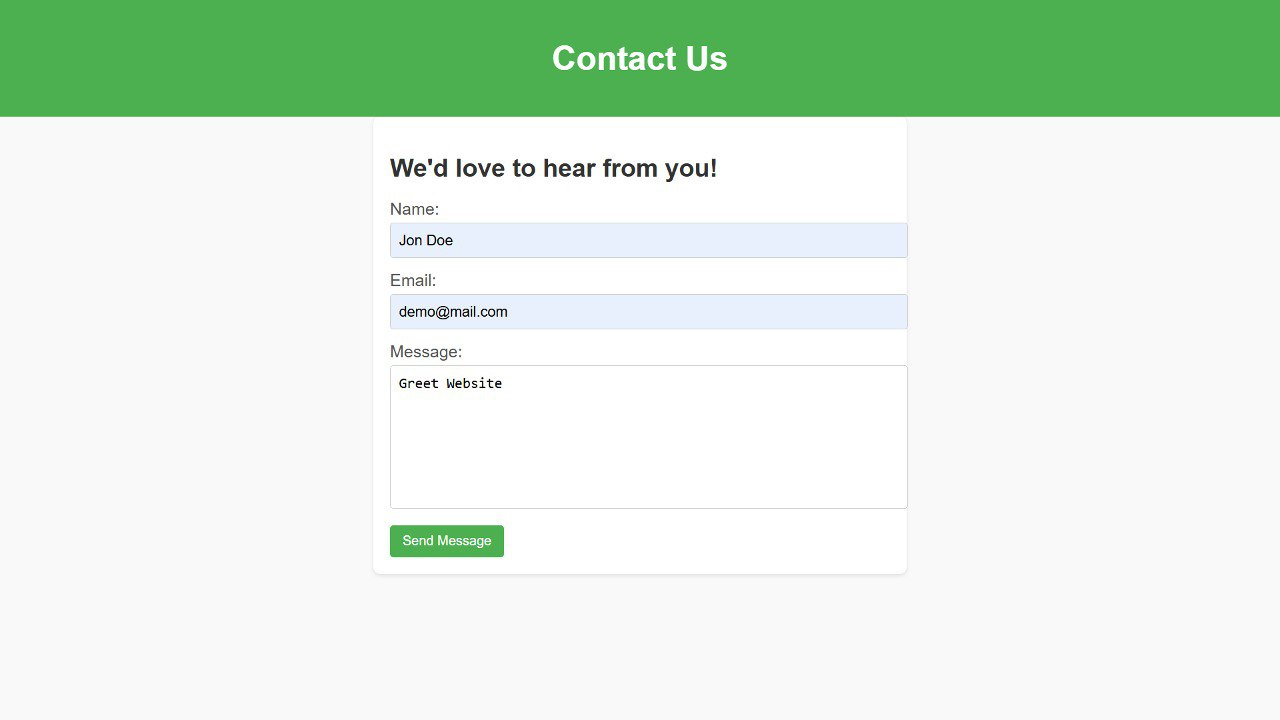 Contact Us
We'd love to hear from you!
Name:
Jon Doe
Email:
demo@mail.com
Message:
Greet Website
Send Message